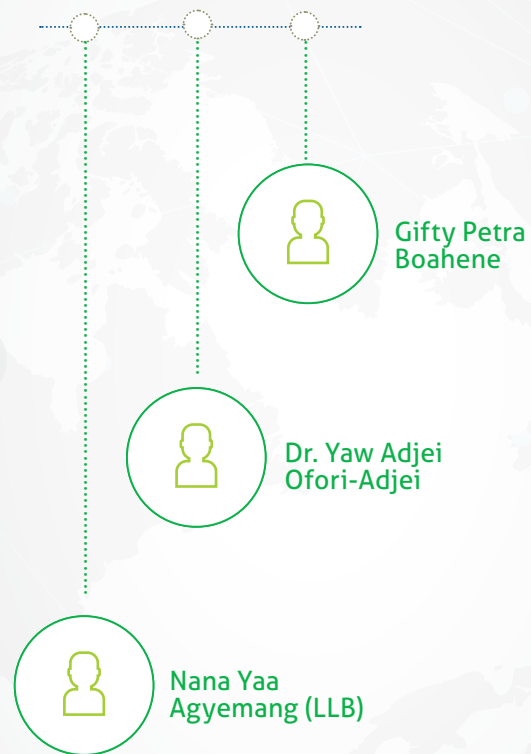 Gifty Petra
Boahene
Dr. Yaw Adjei
Ofori-Adjei
Nana Yaa
Agyemang (LLB)